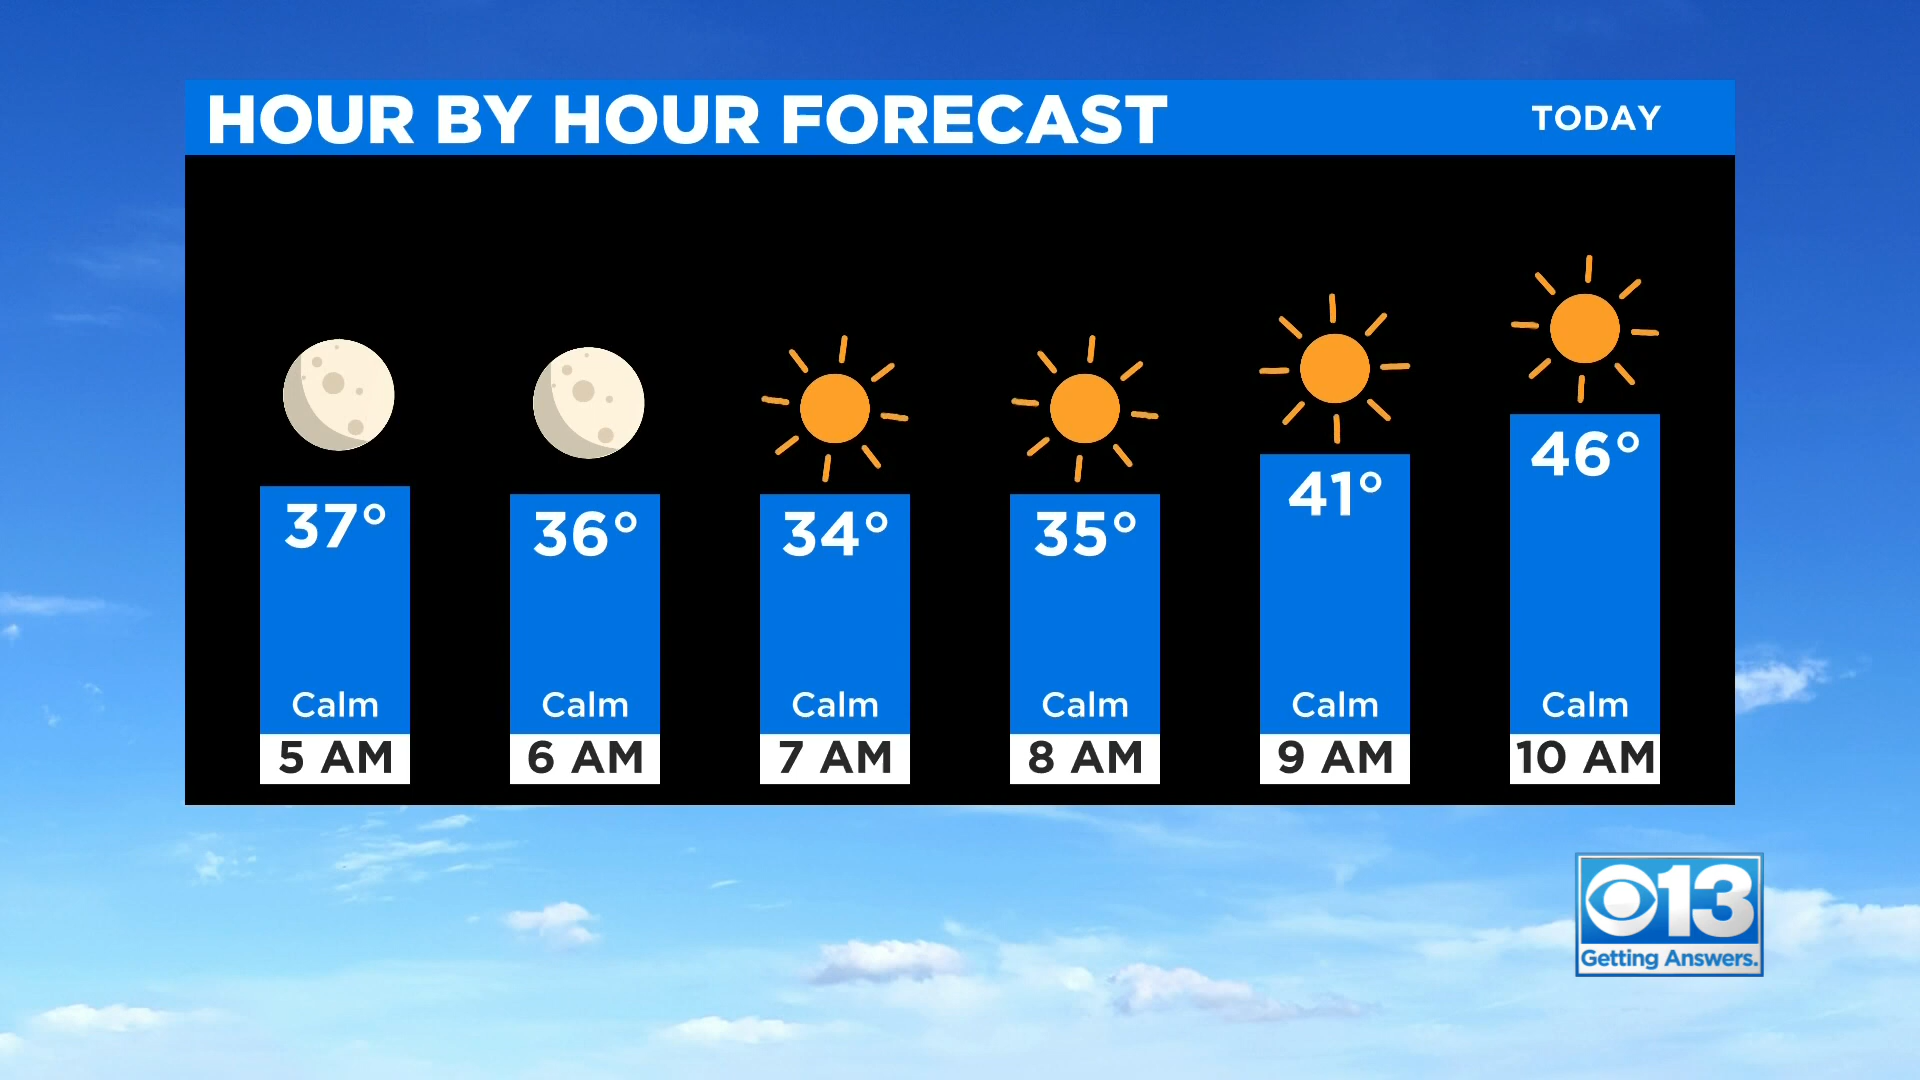 HOUR BY HOUR FORECAST
TODAY
37° 36° 34° 35° 41° 46°
Calm Calm Calm Calm Calm Calm
5 AM 6 AM 7 AM 8 AM 9 AM 10 AM
13
Getting Answers.